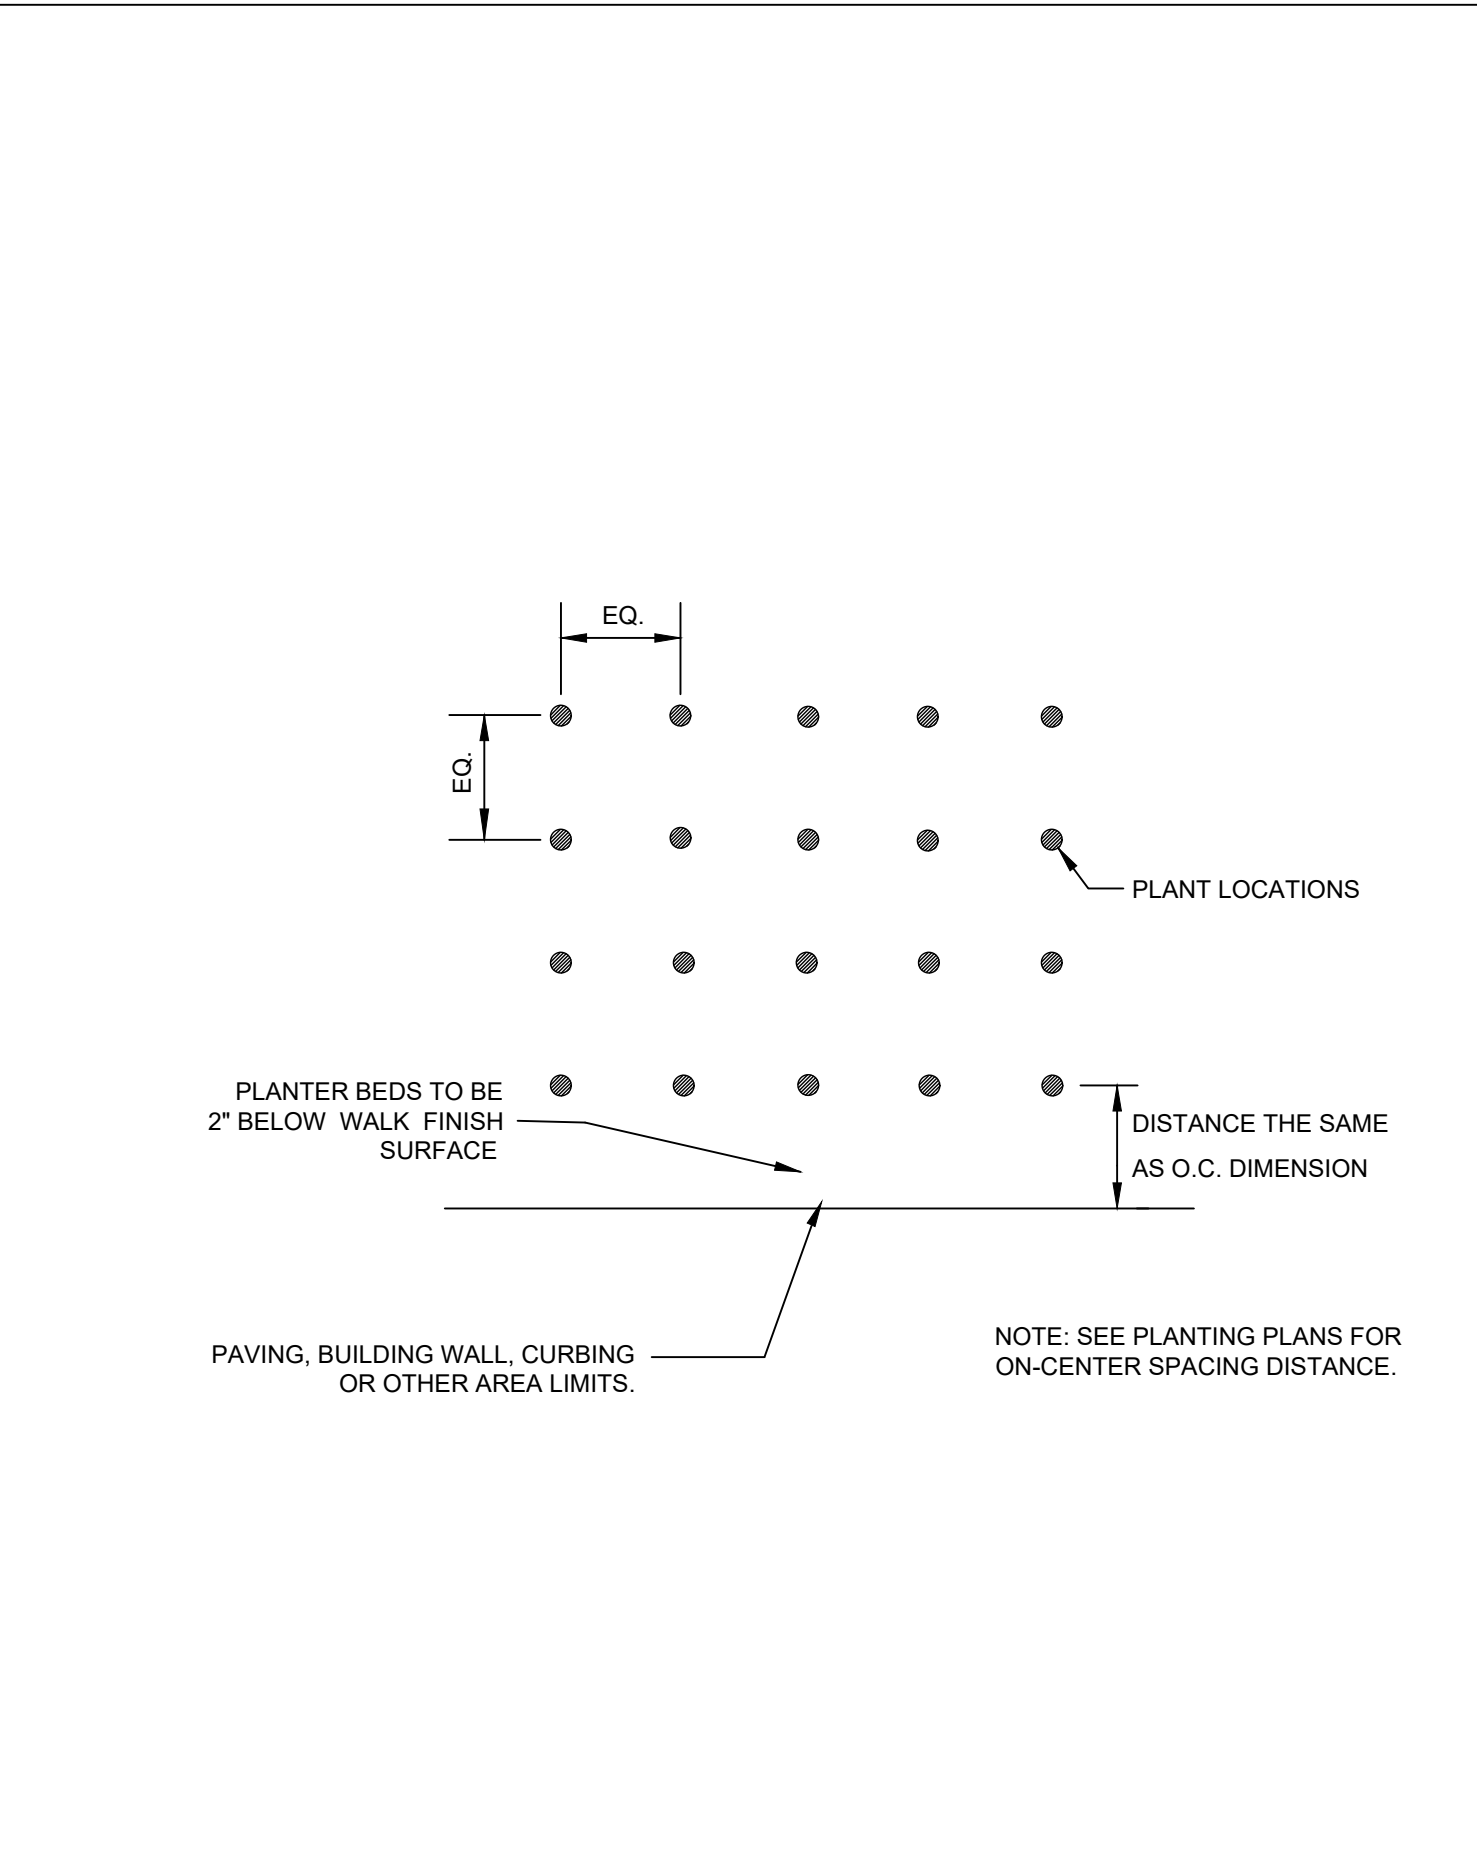 EQ.
EQ.
PLANT LOCATIONS
PLANTER BEDS TO BE
2" BELOW WALK FINISH
SURFACE
DISTANCE THE SAME
AS O.C. DIMENSION
PAVING, BUILDING WALL, CURBING
OR OTHER AREA LIMITS.
NOTE: SEE PLANTING PLANS FOR
ON-CENTER SPACING DISTANCE.